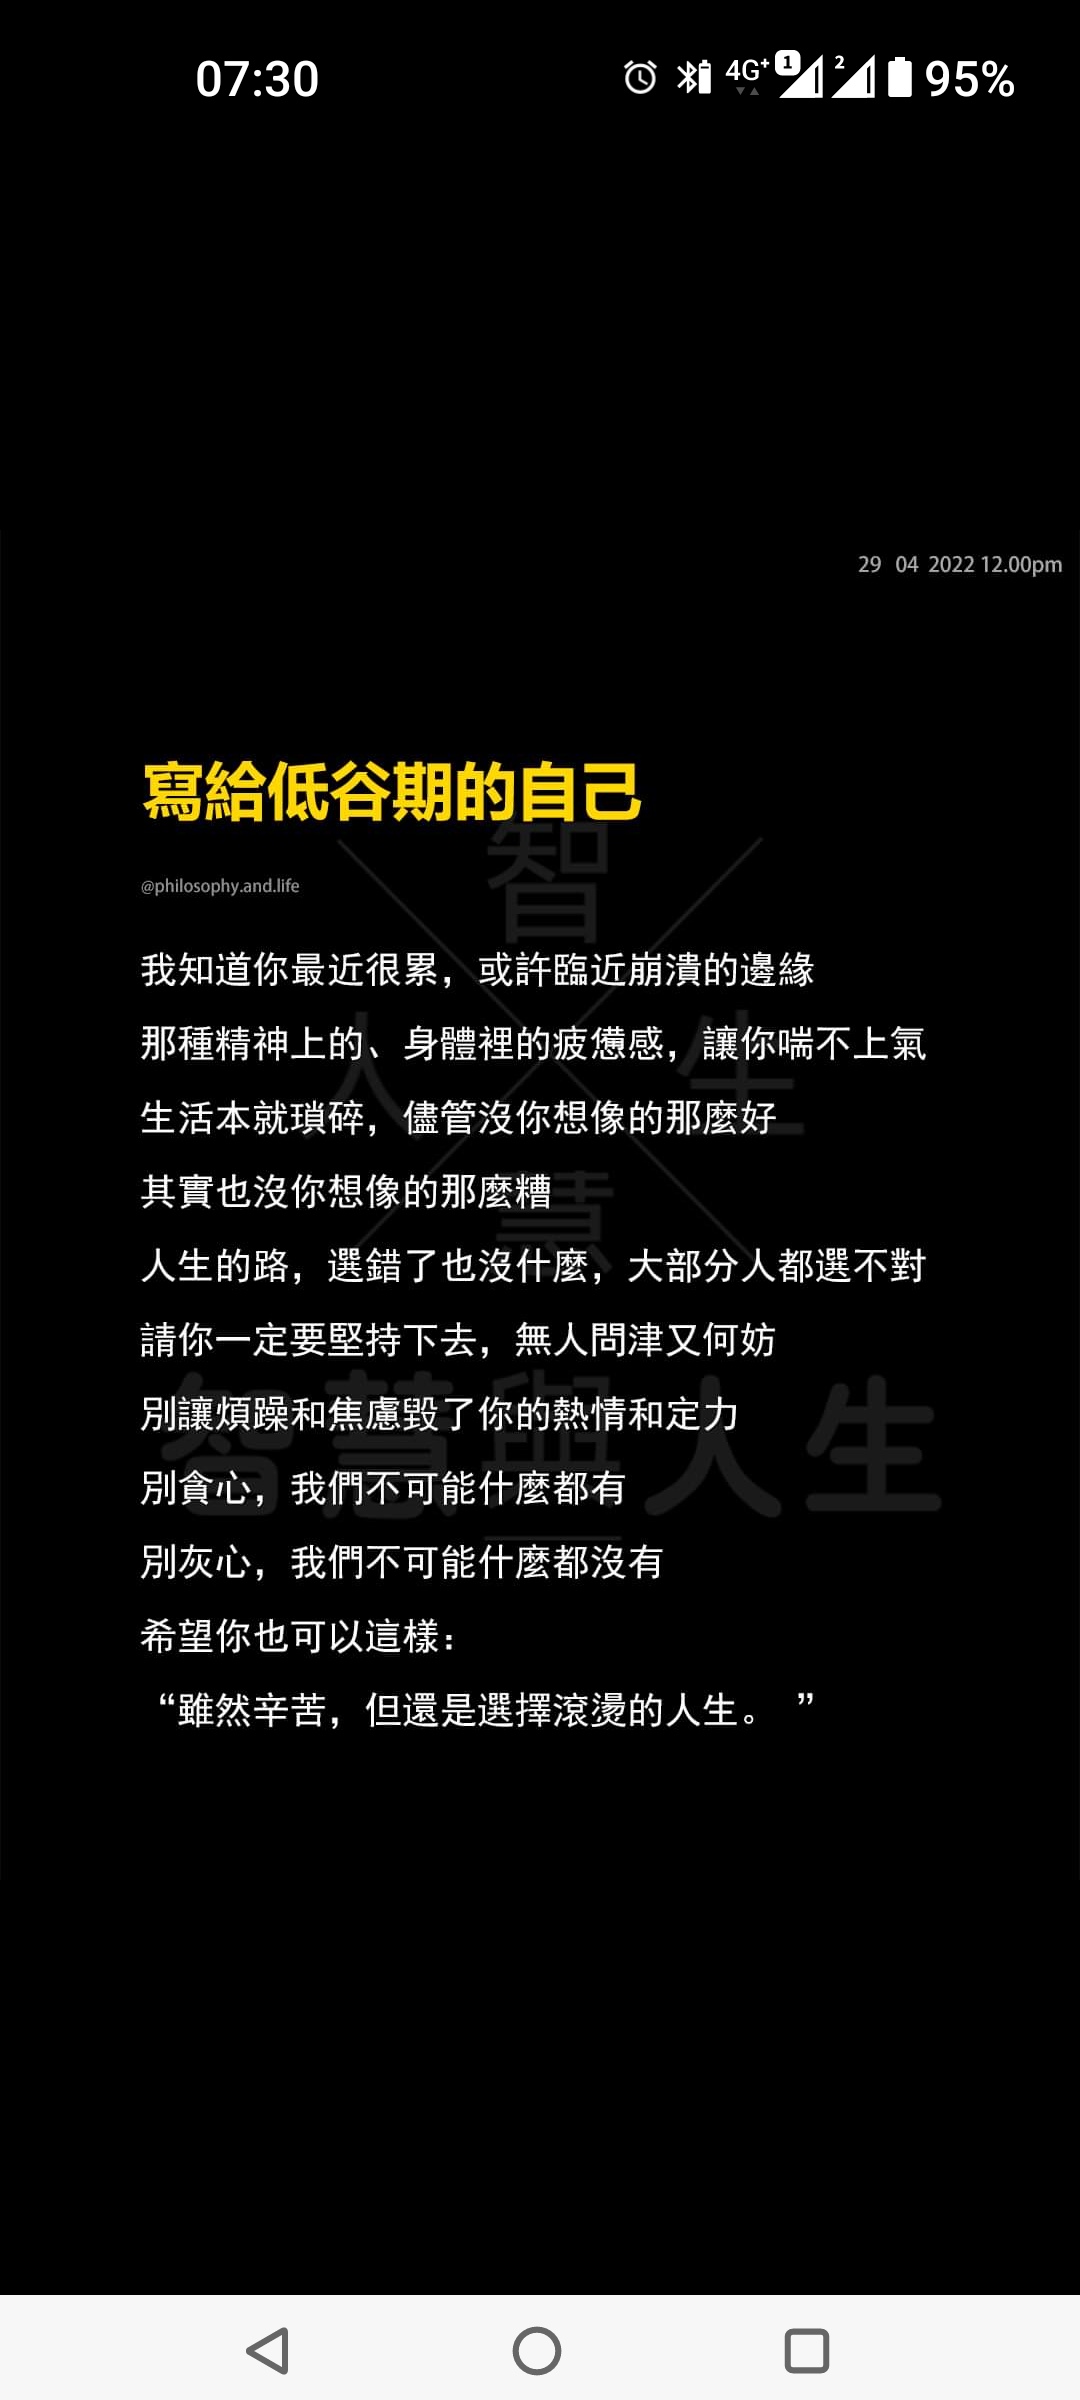 07:30
4G+ 1 2 95%
29 04 2022 12.00pm
寫給低谷期的自己
@philosophy.and.life
我知道你最近很累，或許臨近崩潰的邊緣
那種精神上的、身體裡的疲憊感，讓你喘不上氣
生活本就瑣碎，儘管沒你想像的那麼好
其實也沒你想像的那麼糟
人生的路，選錯了也沒什麼，大部分人都選不對
請你一定要堅持下去，無人問津又何妨
別讓煩躁和焦慮毀了你的熱情和定力
別貪心，我們不可能什麼都有
別灰心，我們不可能什麼都沒有
希望你也可以這樣：
“雖然辛苦，但還是選擇滾燙的人生。 ”
智
人 生
慧
智慧與人生